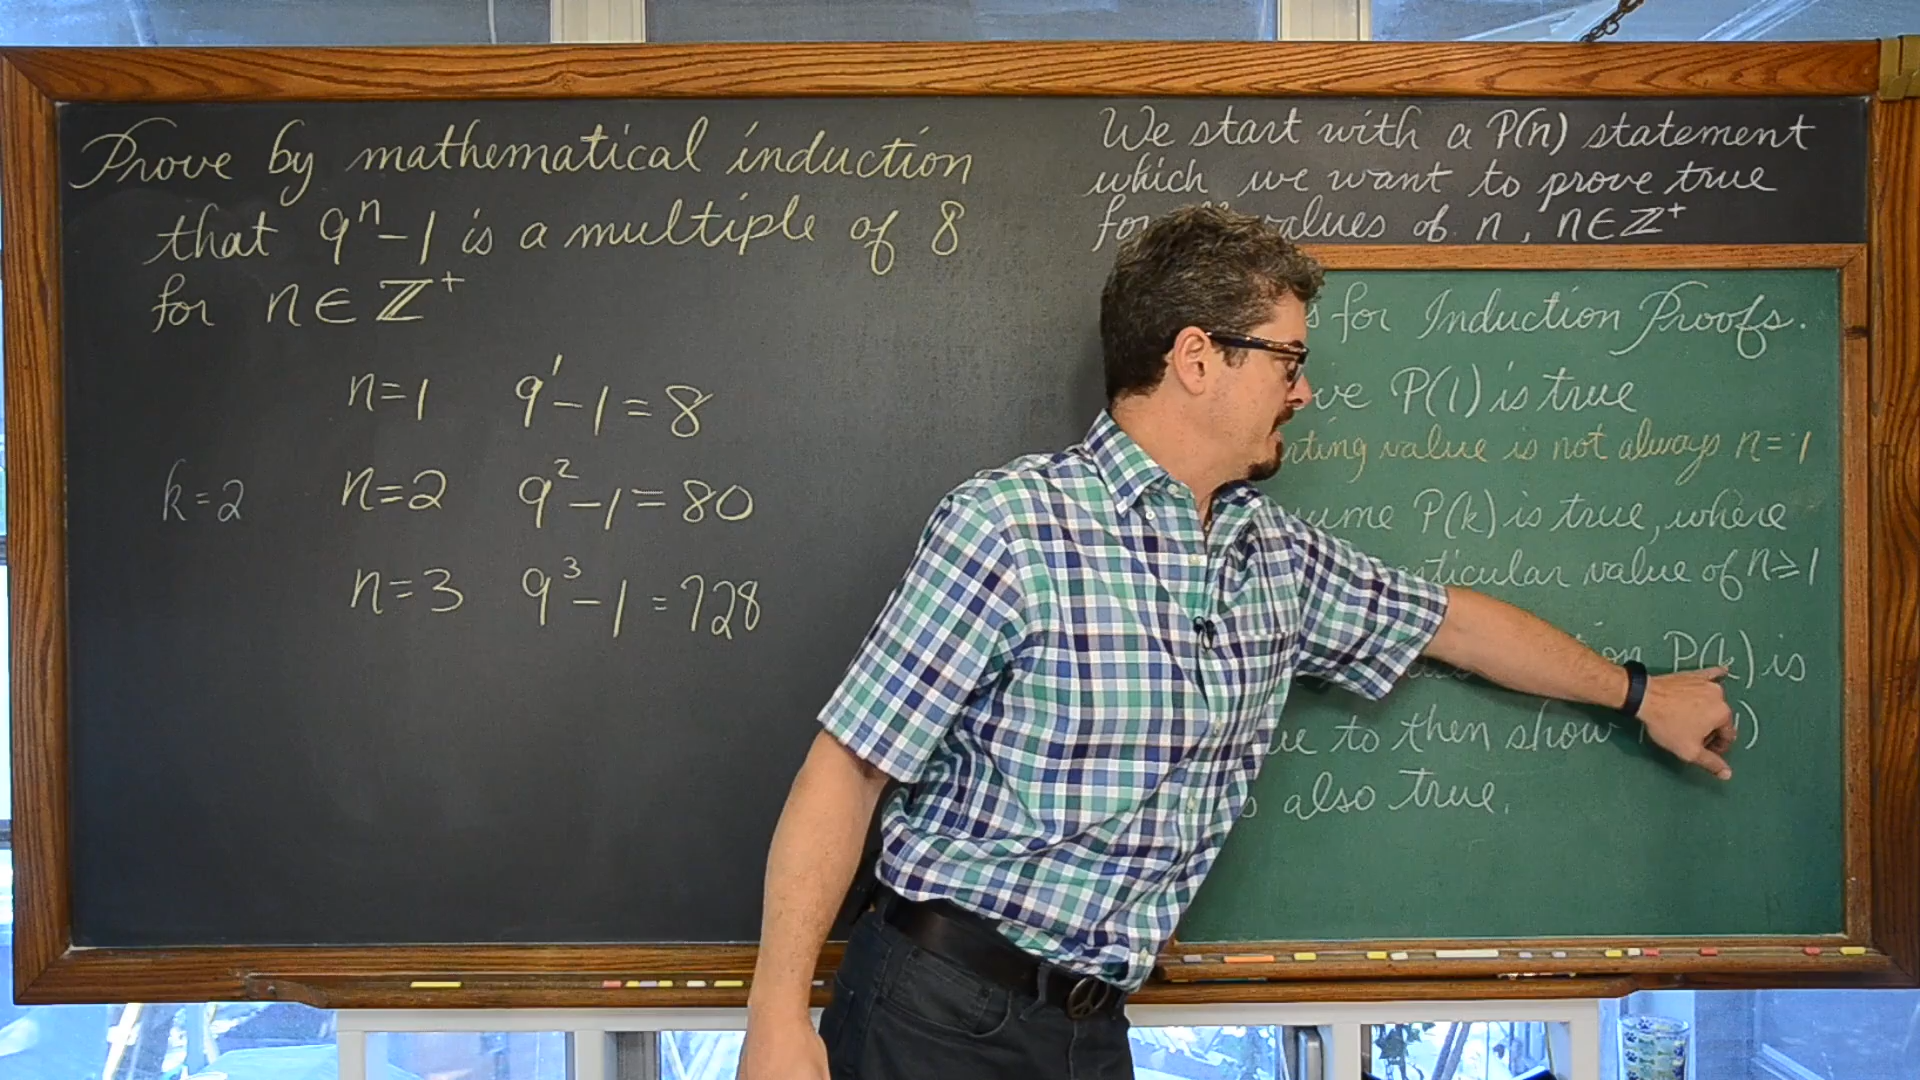 Prove by mathematical induction
that 9ⁿ-1 is a multiple of 8
for n∈ℤ⁺
n=1 9¹-1=8
k=2 n=2 9²-1=80
n=3 9³-1=728
We start with a P(n) statement
which we want to prove true
values of n, n∈ℤ⁺
for Induction Proofs.
P(1) is true
value is not always n=1
P(k) is true, where
value of n≥1
P(k) is
to then show
also true.